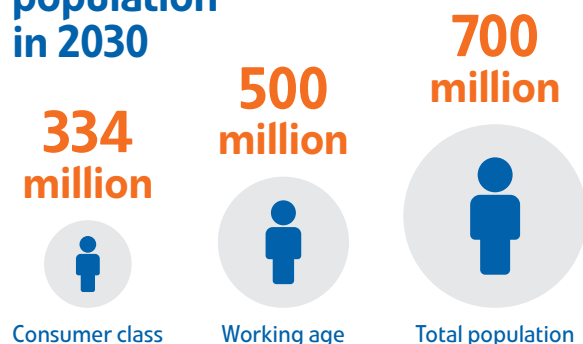 population
in 2030
334
million
500
million
700
million
Consumer class
Working age
Total population